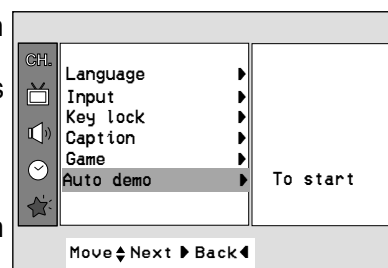 CH.
Language
Input
Key lock
Caption
Game
Auto demo To start
Move Next Back